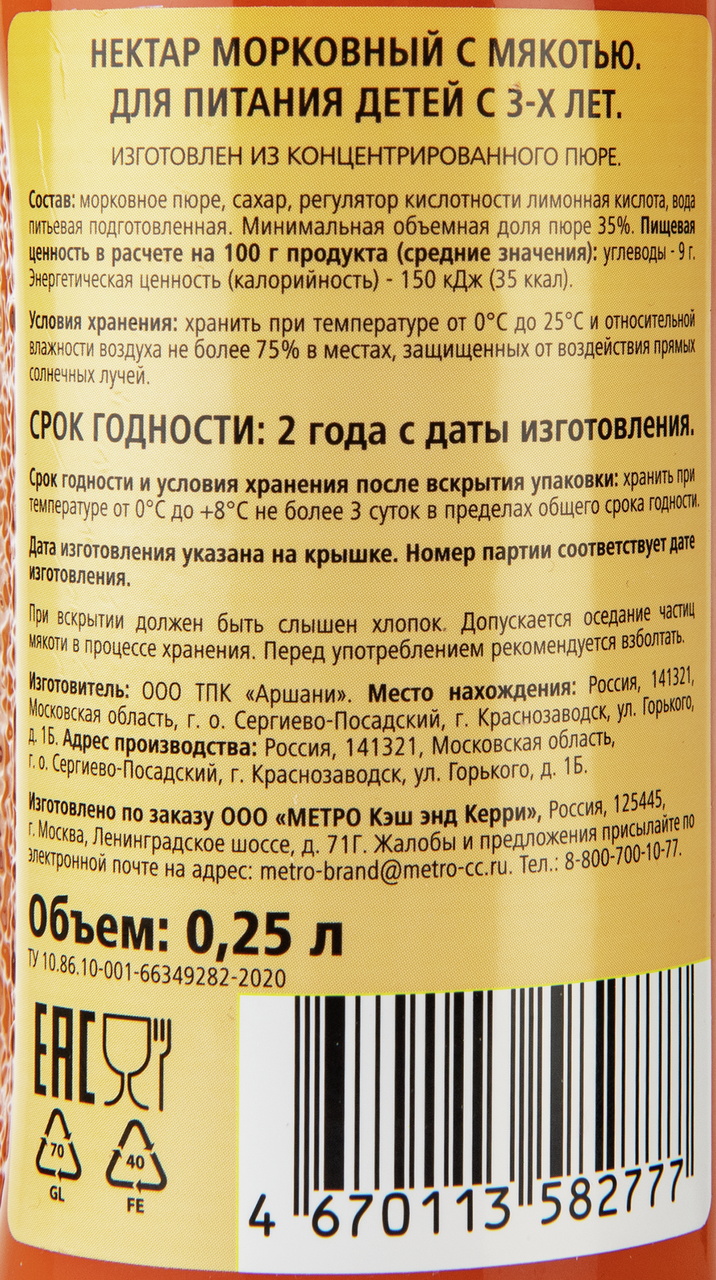 НЕКТАР МОРКОВНЫЙ С МЯКОТЬЮ.
ДЛЯ ПИТАНИЯ ДЕТЕЙ С 3-Х ЛЕТ.
ИЗГОТОВЛЕН ИЗ КОНЦЕНТРИРОВАННОГО ПЮРЕ.
Состав: морковное пюре, сахар, регулятор кислотности лимонная кислота, вода
питьевая подготовленная. Минимальная объемная доля пюре 35%. Пищевая
ценность в расчете на 100 г продукта (средние значения): углеводы - 9 г.
Энергетическая ценность (калорийность) - 150 кДж (35 ккал).
Условия хранения: хранить при температуре от 0°С до 25°С и относительной
влажности воздуха не более 75% в местах, защищенных от воздействия прямых
солнечных лучей.
СРОК ГОДНОСТИ: 2 года с даты изготовления.
Срок годности и условия хранения после вскрытия упаковки: хранить при
температуре от 0°С до +8°С не более 3 суток в пределах общего срока годности.
Дата изготовления указана на крышке. Номер партии соответствует дате
изготовления.
При вскрытии должен быть слышен хлопок. Допускается оседание частиц
мякоти в процессе хранения. Перед употреблением рекомендуется взболтать.
Изготовитель: ООО ТПК «Аршани». Место нахождения: Россия, 141321,
Московская область, г. о. Сергиево-Посадский, г. Краснозаводск, ул. Горького,
д. 1Б. Адрес производства: Россия, 141321, Московская область,
г. о. Сергиево-Посадский, г. Краснозаводск, ул. Горького, д. 1Б.
Изготовлено по заказу ООО «МЕТРО Кэш энд Керри», Россия, 125445,
г. Москва, Ленинградское шоссе, д. 71Г. Жалобы и предложения присылайте по
электронной почте на адрес: metro-brand@metro-cc.ru. Тел.: 8-800-700-10-77.
Объем: 0,25 л
ТУ 10.86.10-001-66349282-2020
EAC
70
GL
40
FE
4 670113 582777